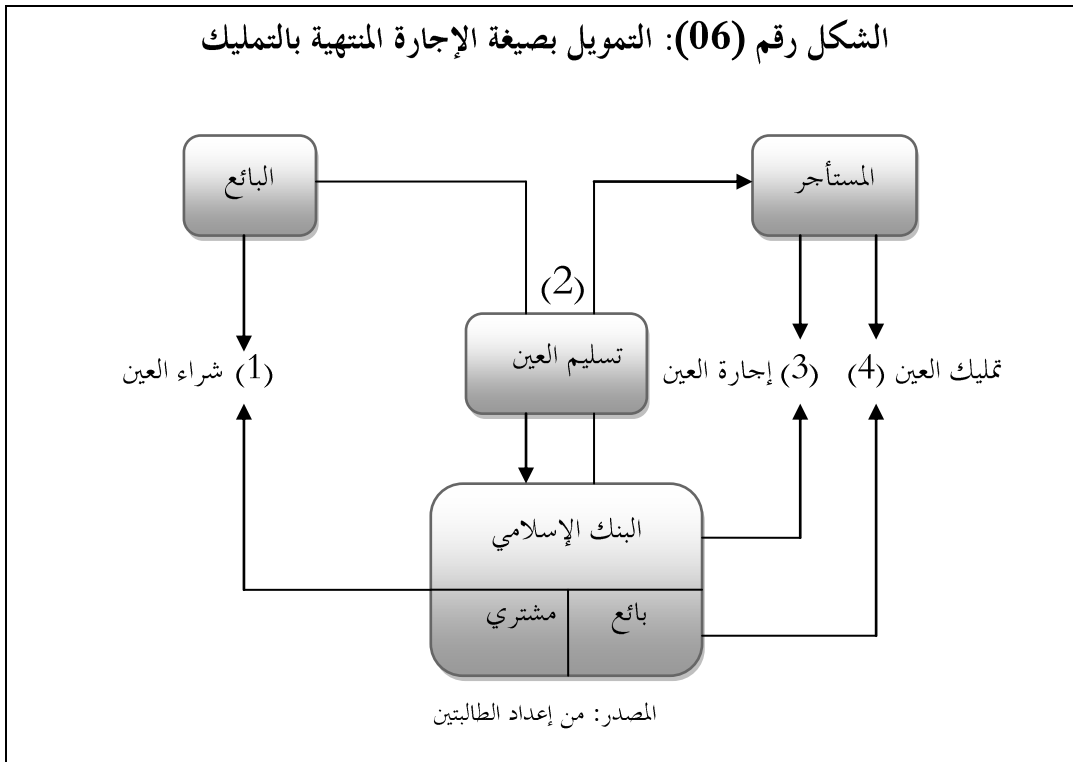 الشكل رقم (06): التمويل بصيغة الإجارة المنتهية بالتمليك
المستأجر
البائع
(2)
تسليم العين
تمليك العين (4)
(3) إجارة العين
(1) شراء العين
البنك الإسلامي
بائع
مشتري
المصدر: من إعداد الطالبتين